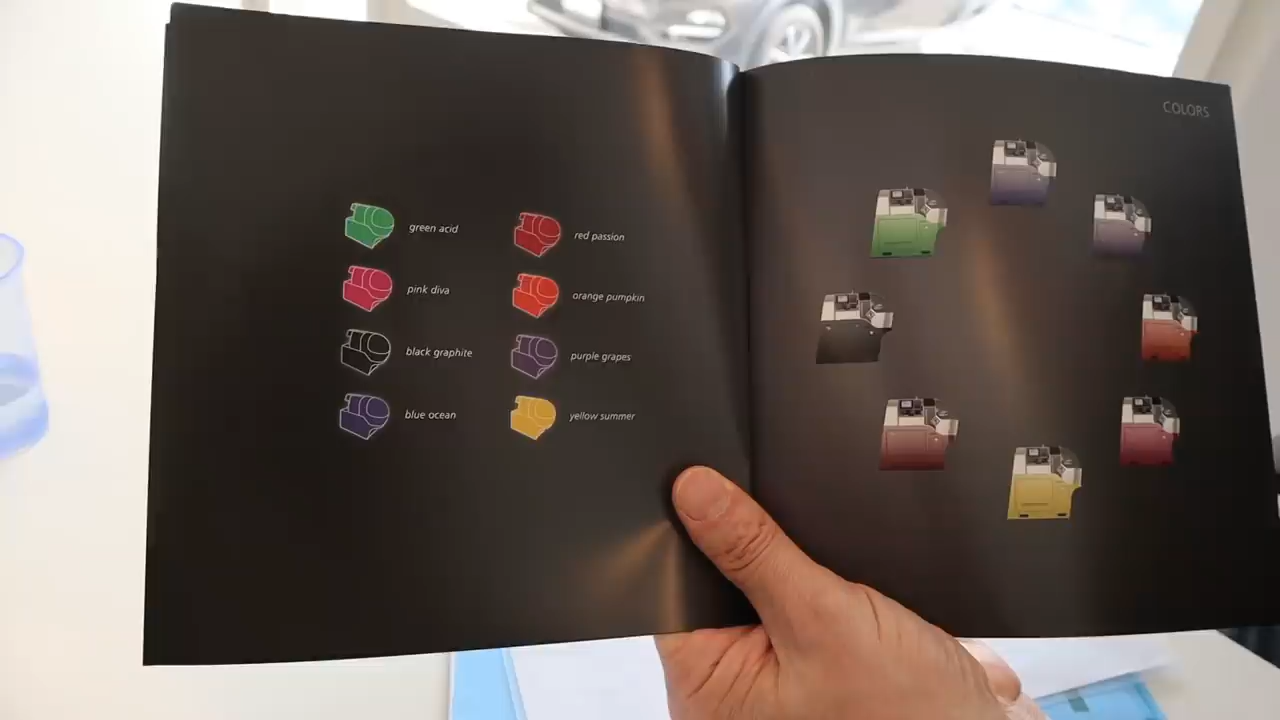 green acid
red passion
pink diva
orange pumpkin
black graphite
purple grapes
blue ocean
yellow summer
COLORS